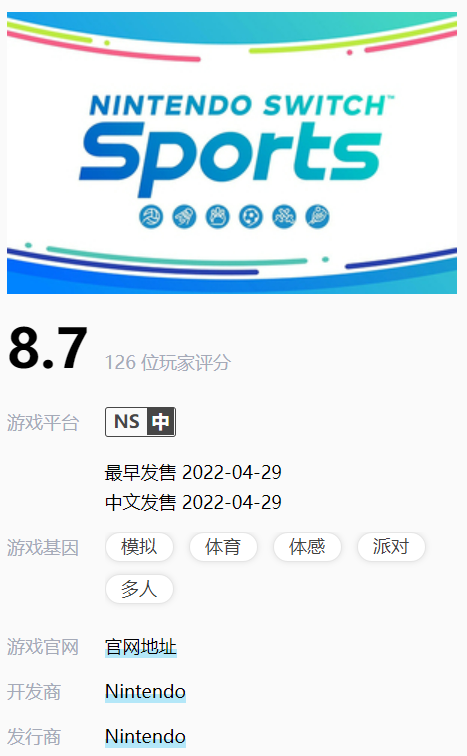 NINTENDO SWITCH™
Sports
8.7 126 位玩家评分
游戏平台 NS 中
最早发售 2022-04-29
中文发售 2022-04-29
游戏基因 模拟 体育 体感 派对
多人
游戏官网 官网地址
开发商 Nintendo
发行商 Nintendo